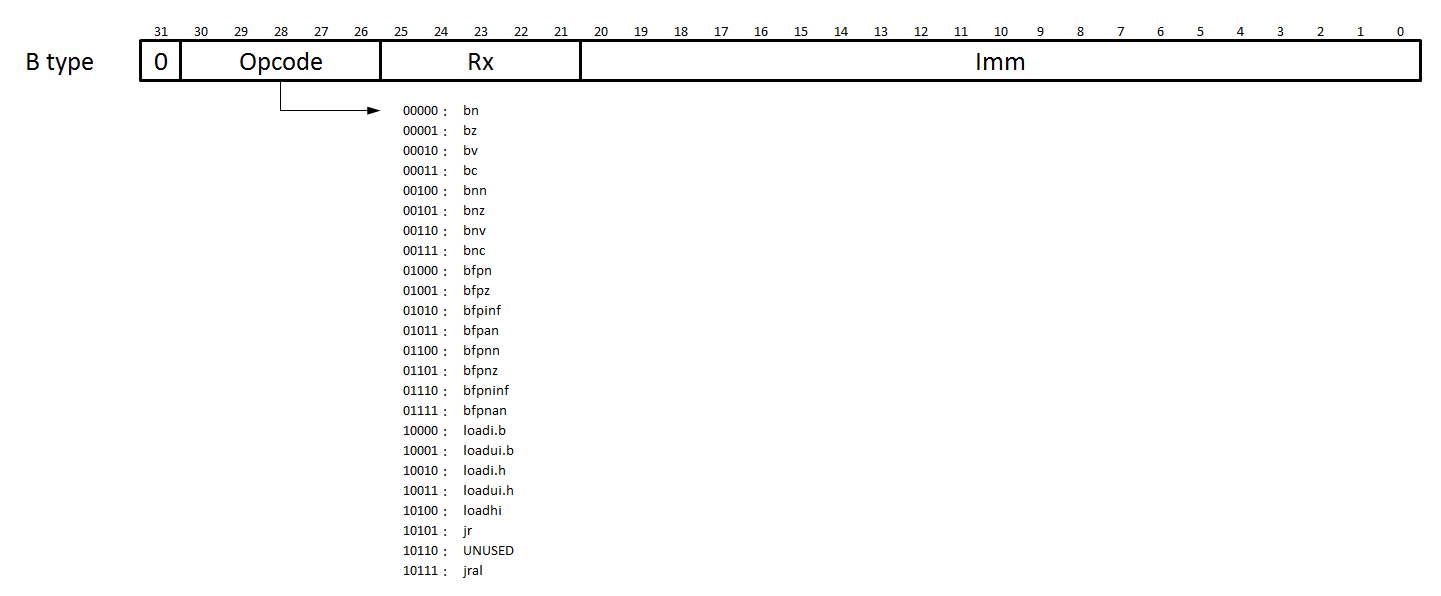 31 30 29 28 27 26 25 24 23 22 21 20 19 18 17 16 15 14 13 12 11 10 9 8 7 6 5 4 3 2 1 0
B type 0 Opcode Rx Imm
00000 : bn
00001 : bz
00010 : bv
00011 : bc
00100 : bnn
00101 : bnz
00110 : bnv
00111 : bnc
01000 : bfpn
01001 : bfpz
01010 : bfpinf
01011 : bfpan
01100 : bfpnn
01101 : bfpnz
01110 : bfpninf
01111 : bfpnan
10000 : loadi.b
10001 : loadui.b
10010 : loadi.h
10011 : loadui.h
10100 : loadhi
10101 : jr
10110 : UNUSED
10111 : jral